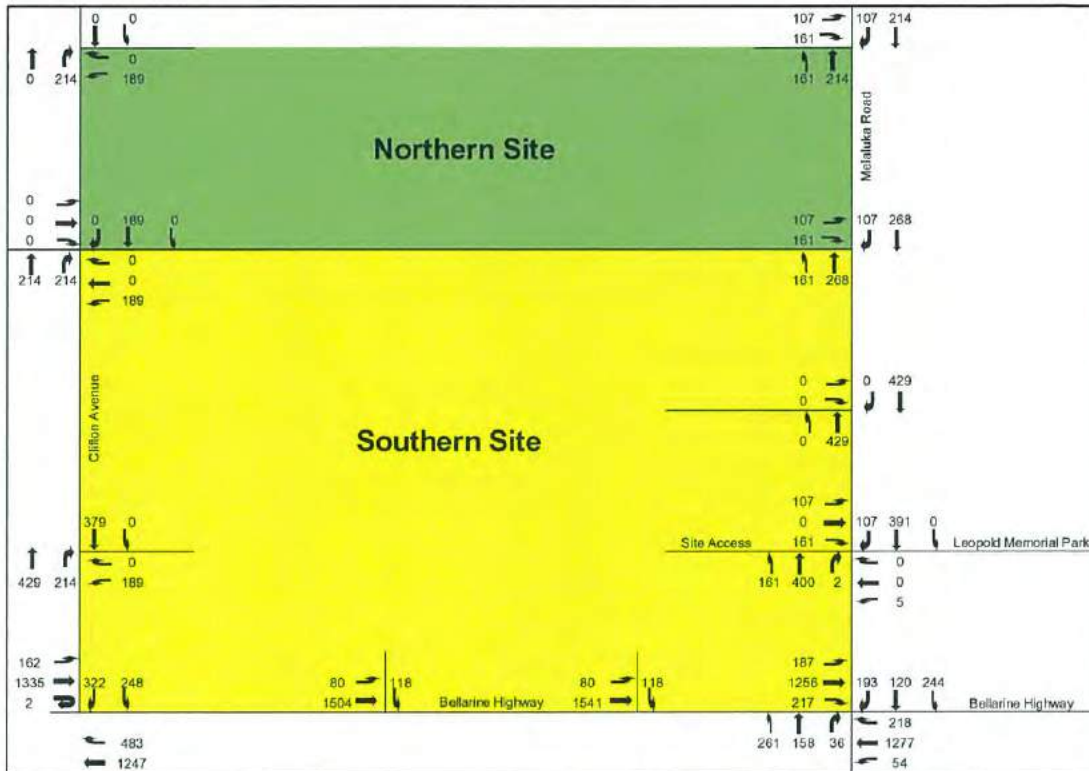 0 0 107 107 214
161
0
0 214 189 161 214
Melaluka Road
Northern Site
0
0 0 189 0 107 107 268
0 161
214 214 0 161 268
0
189
0 0 429
0
Clifton Avenue
Southern Site
0 429
107
379 0 0 107 391 0
Site Access 161 Leopold Memorial Park
0 0
429 214 189 161 400 2 0
5
162 187
1335 322 248 80 118 80 118 1256 193 120 244
2 1504 Bellarine Highway 1541 217 Bellarine Highway
218
483 261 158 36 1277
1247 54